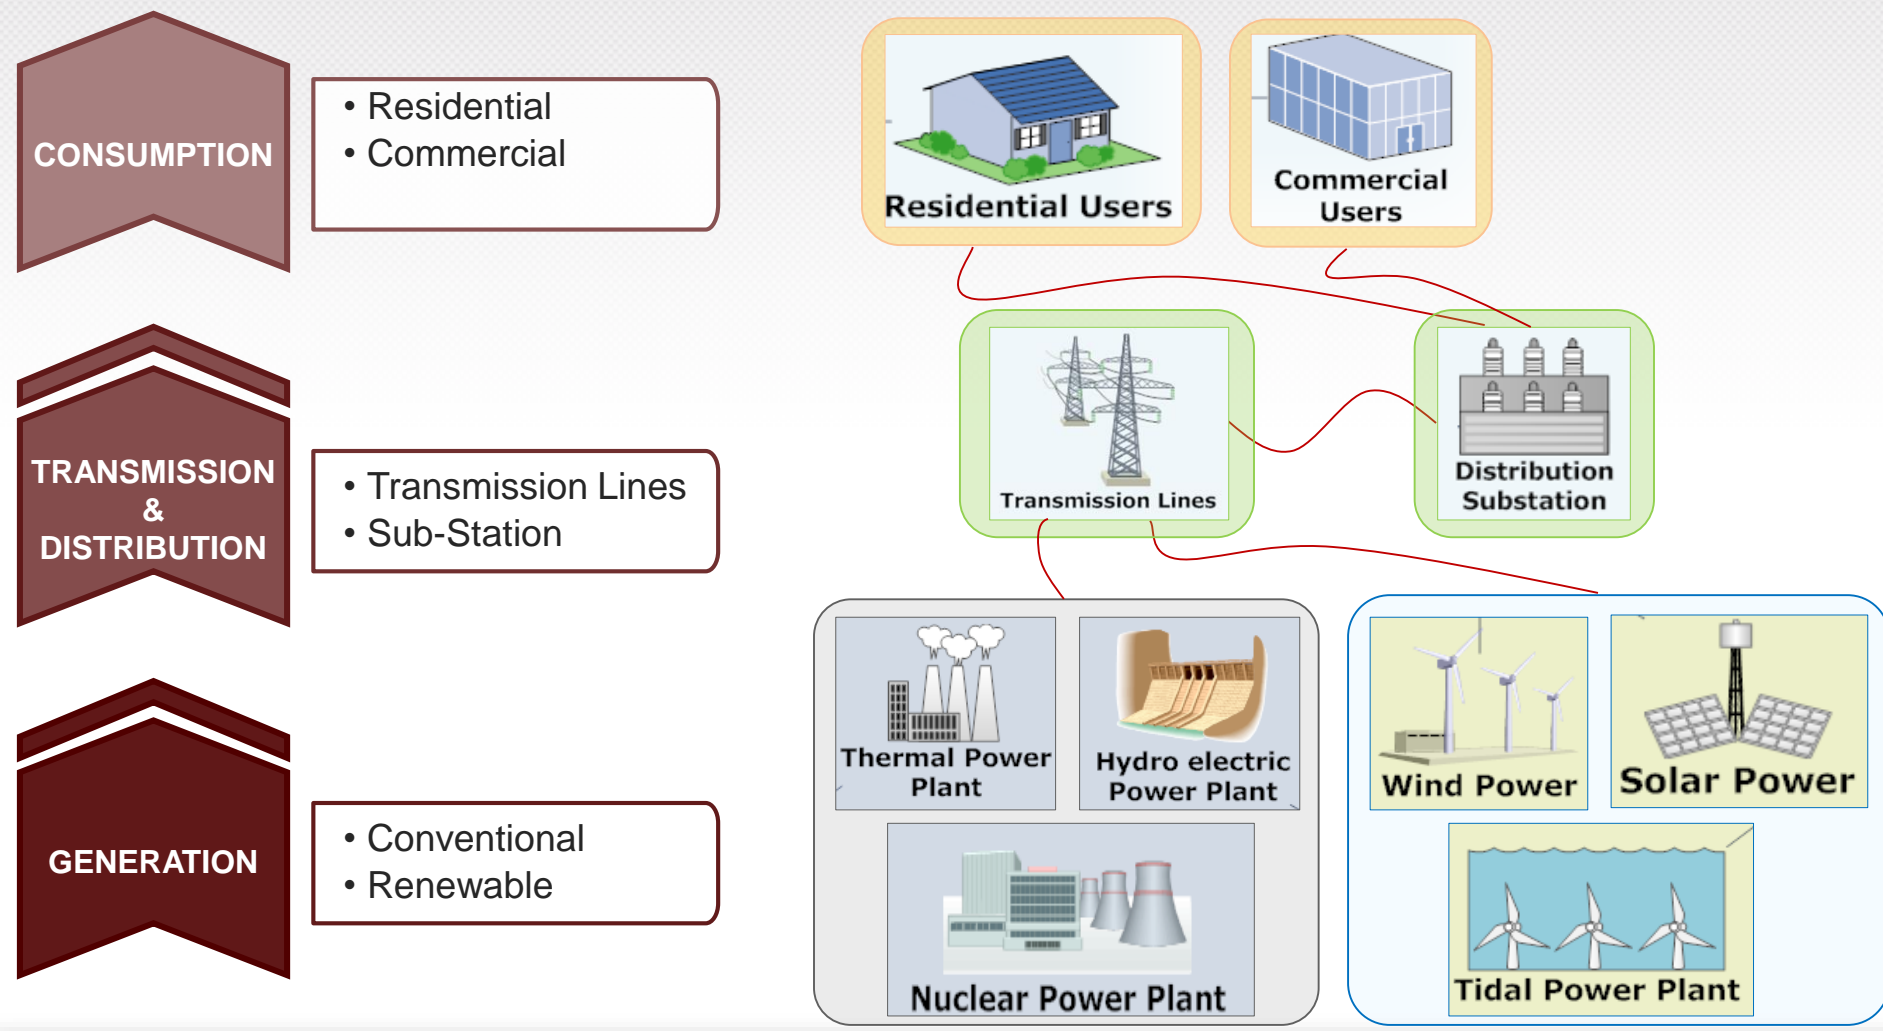 CONSUMPTION
• Residential
• Commercial
Residential Users
Commercial
Users
TRANSMISSION
&
DISTRIBUTION
• Transmission Lines
• Sub-Station
Transmission Lines
Distribution
Substation
GENERATION
• Conventional
• Renewable
Thermal Power
Plant
Hydro electric
Power Plant
Nuclear Power Plant
Wind Power
Solar Power
Tidal Power Plant